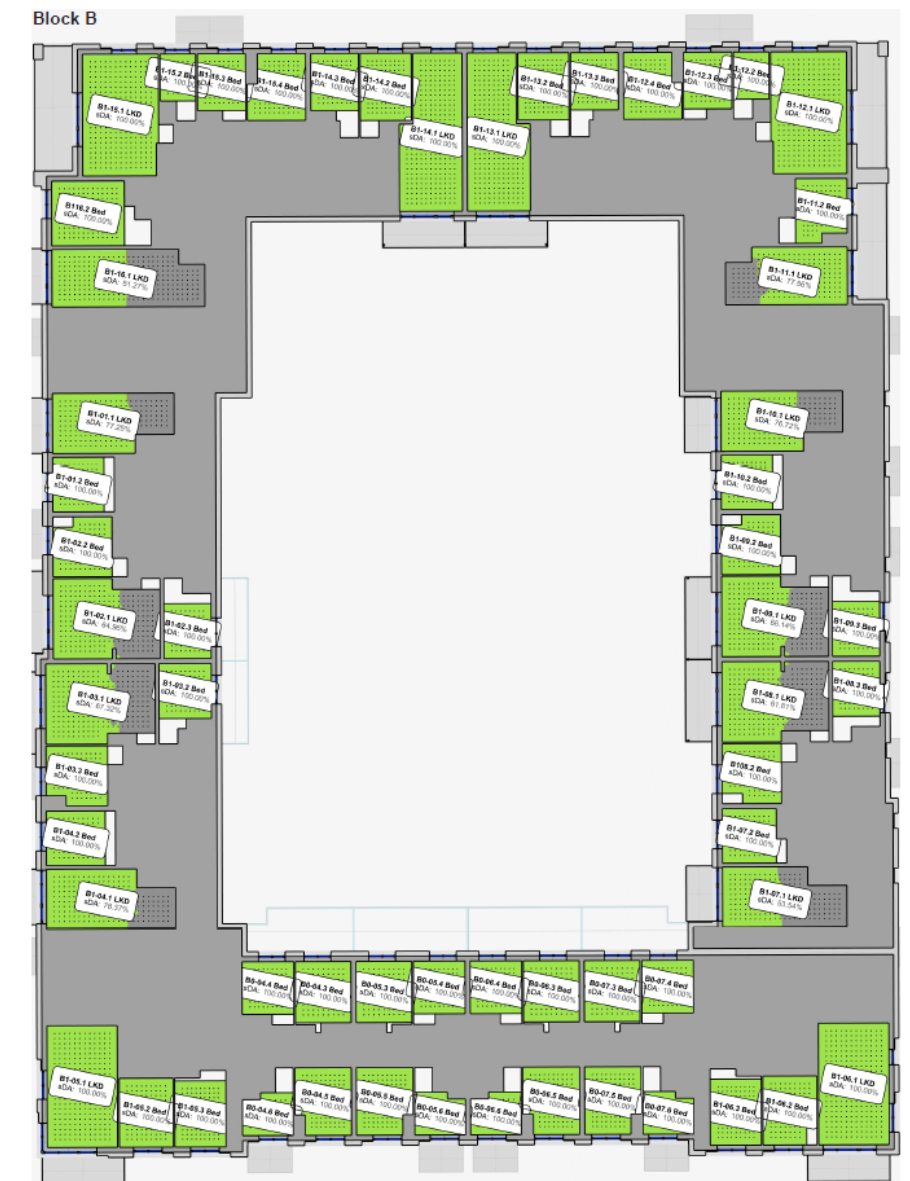 Block B
B1-15.2 Bed
sDA: 100.00%
B1-15.3 Bed
sDA: 100.00%
B1-15.4 Bed
sDA: 100.00%
B1-14.3 Bed
sDA: 100.00%
B1-14.2 Bed
sDA: 100.00%
B1-13.2 Bed
sDA: 100.00%
B1-13.3 Bed
sDA: 100.00%
B1-12.4 Bed
sDA: 100.00%
B1-12.3 Bed
sDA: 100.00%
B1-12.2 Bed
sDA: 100.00%
B1-15.1 LKD
sDA: 100.00%
B1-14.1 LKD
sDA: 100.00%
B1-13.1 LKD
sDA: 100.00%
B1-12.1 LKD
sDA: 100.00%
B116.2 Bed
sDA: 100.00%
B1-11.2 Bed
sDA: 100.00%
B1-16.1 LKD
sDA: 51.27%
B1-11.1 LKD
sDA: 77.56%
B1-01.1 LKD
sDA: 77.25%
B1-10.1 LKD
sDA: 76.72%
B1-01.2 Bed
sDA: 100.00%
B1-10.2 Bed
sDA: 100.00%
B1-02.2 Bed
sDA: 100.00%
B1-09.2 Bed
sDA: 100.00%
B1-02.1 LKD
sDA: 64.86%
B1-02.3 Bed
sDA: 100.00%
B1-09.1 LKD
sDA: 66.14%
B1-09.3 Bed
sDA: 100.00%
B1-03.1 LKD
sDA: 67.32%
B1-03.2 Bed
sDA: 100.00%
B1-08.1 LKD
sDA: 61.81%
B1-08.3 Bed
sDA: 100.00%
B1-03.3 Bed
sDA: 100.00%
B108.2 Bed
sDA: 100.00%
B1-04.2 Bed
sDA: 100.00%
B1-07.2 Bed
sDA: 100.00%
B1-04.1 LKD
sDA: 78.37%
B1-07.1 LKD
sDA: 53.54%
B0-04.4 Bed
sDA: 100.00%
B0-04.3 Bed
sDA: 100.00%
B0-05.3 Bed
sDA: 100.00%
B0-05.4 Bed
sDA: 100.00%
B0-06.4 Bed
sDA: 100.00%
B0-06.3 Bed
sDA: 100.00%
B0-07.3 Bed
sDA: 100.00%
B0-07.4 Bed
sDA: 100.00%
B1-05.1 LKD
sDA: 100.00%
B1-05.2 Bed
sDA: 100.00%
B1-05.3 Bed
sDA: 100.00%
B0-04.6 Bed
sDA: 100.00%
B0-04.5 Bed
sDA: 100.00%
B0-05.5 Bed
sDA: 100.00%
B0-05.6 Bed
sDA: 100.00%
B0-06.6 Bed
sDA: 100.00%
B0-06.5 Bed
sDA: 100.00%
B0-07.5 Bed
sDA: 100.00%
B0-07.6 Bed
sDA: 100.00%
B1-06.3 Bed
sDA: 100.00%
B1-06.2 Bed
sDA: 100.00%
B1-06.1 LKD
sDA: 100.00%